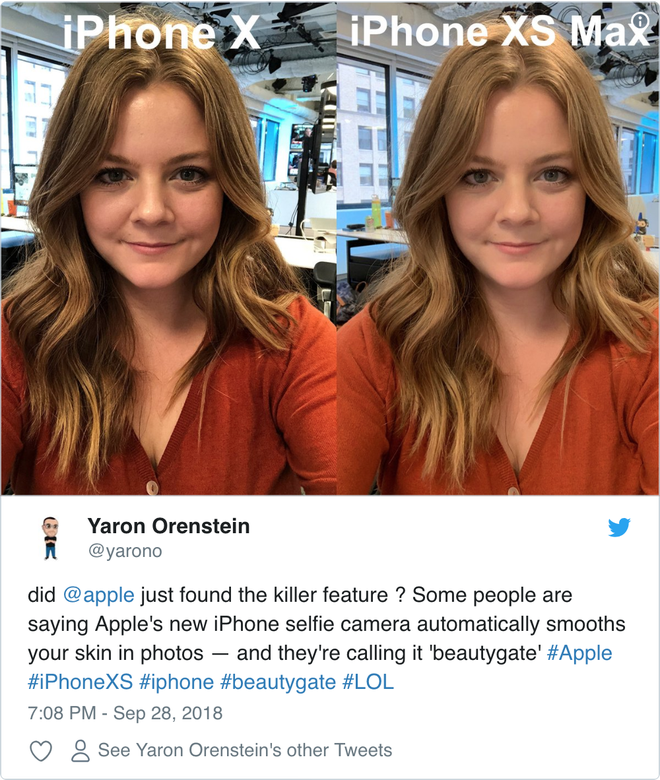 iPhone X
iPhone XS Max
Yaron Orenstein
@yarono
did @apple just found the killer feature ? Some people are
saying Apple's new iPhone selfie camera automatically smooths
your skin in photos — and they're calling it 'beautygate' #Apple
#iPhoneXS #iphone #beautygate #LOL
7:08 PM - Sep 28, 2018
See Yaron Orenstein's other Tweets